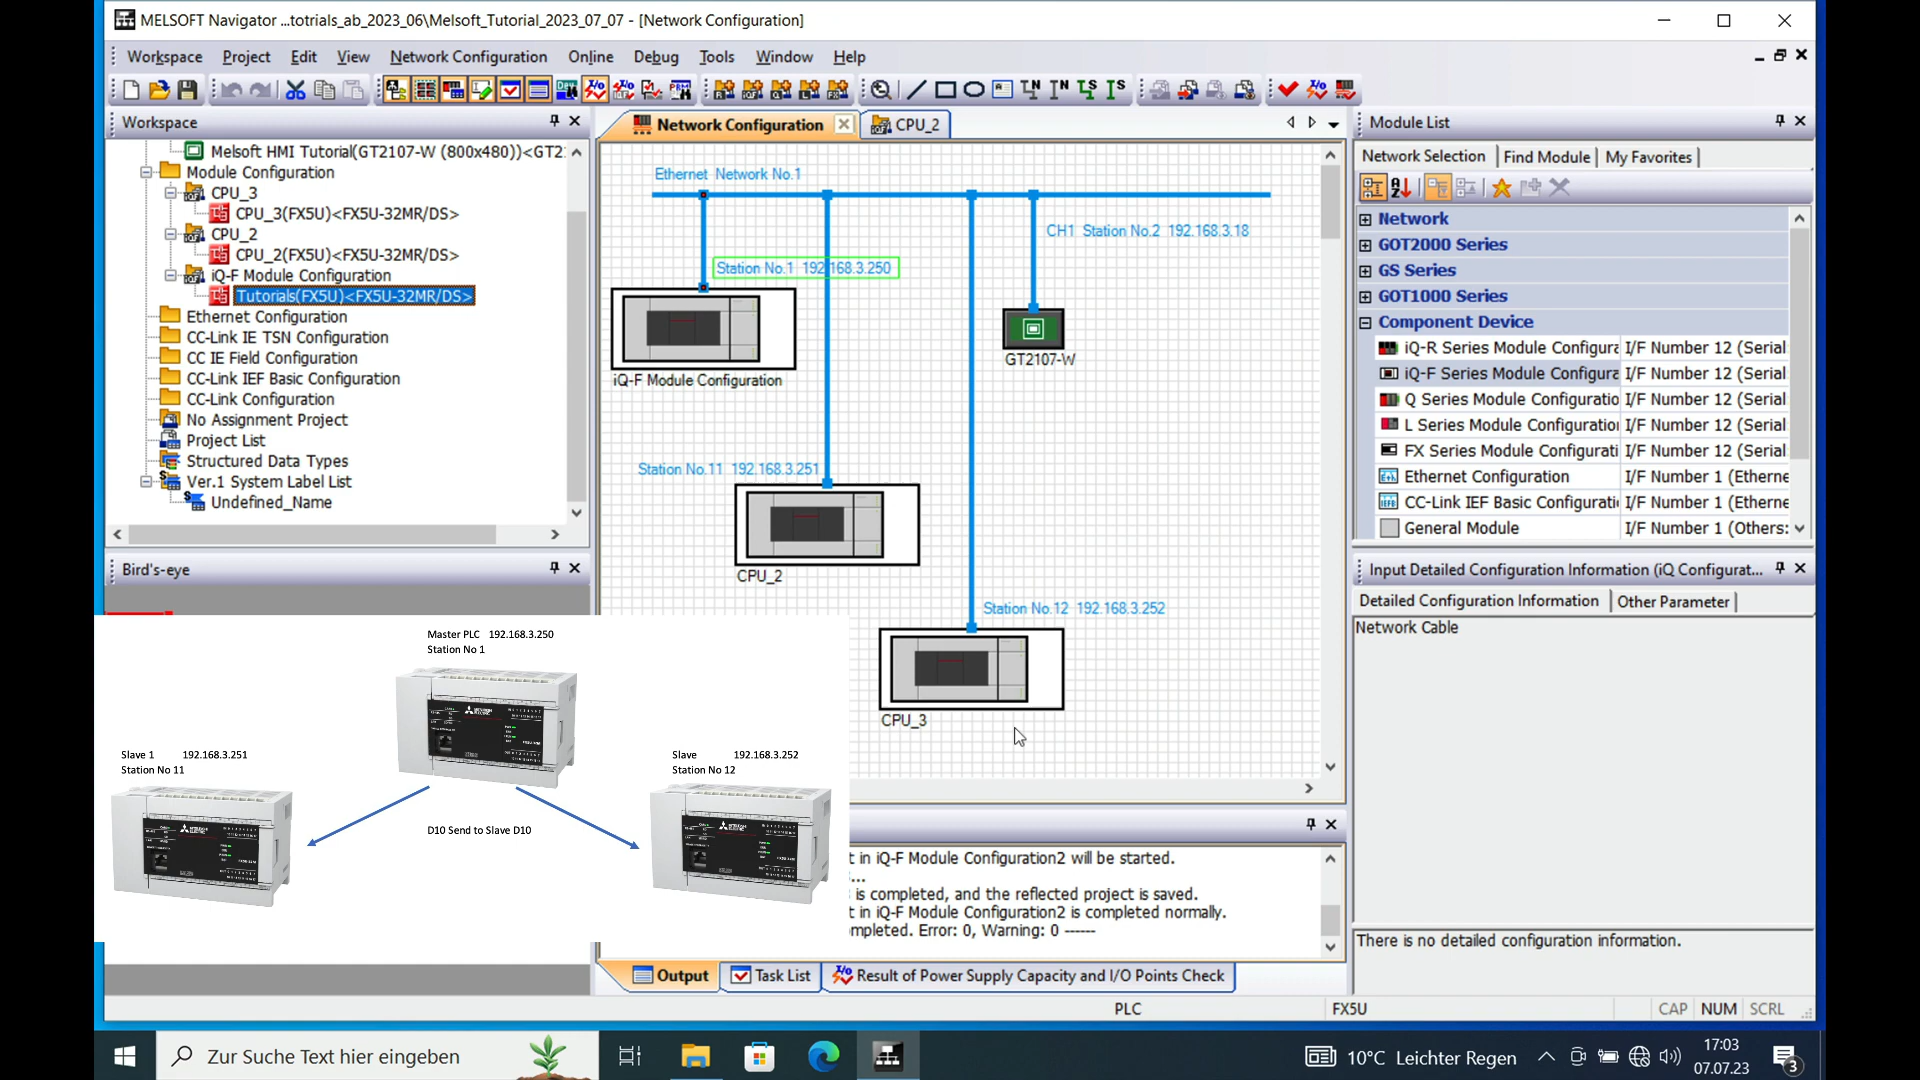 MELSOFT Navigator ...totrials_ab_2023_06\Melsoft_Tutorial_2023_07_07 - [Network Configuration]
Workspace Project Edit View Network Configuration Online Debug Tools Window Help
Workspace
Melsoft HMI Tutorial(GT2107-W (800x480))<GT2
Module Configuration
CPU_3
CPU_3(FX5U)<FX5U-32MR/DS>
CPU_2
CPU_2(FX5U)<FX5U-32MR/DS>
iQ-F Module Configuration
Tutorials(FX5U)<FX5U-32MR/DS>
Ethernet Configuration
CC-Link IE TSN Configuration
CC IE Field Configuration
CC-Link IEF Basic Configuration
CC-Link Configuration
No Assignment Project
Project List
Structured Data Types
Ver.1 System Label List
Undefined_Name
Bird's-eye
Network Configuration
CPU_2
Ethernet Network No.1
CH1 Station No.2 192.168.3.18
Station No.1 192.168.3.250
GT2107-W
iQ-F Module Configuration
Station No.11 192.168.3.251
CPU_2
Station No.12 192.168.3.252
CPU_3
Master PLC 192.168.3.250
Station No 1
Slave 1 192.168.3.251
Station No 11
Slave 192.168.3.252
Station No 12
D10 Send to Slave D10
t in iQ-F Module Configuration2 will be started.
...
is completed, and the reflected project is saved.
t in iQ-F Module Configuration2 is completed normally.
mpleted. Error: 0, Warning: 0 ------
Output
Task List
Result of Power Supply Capacity and I/O Points Check
Module List
Network Selection Find Module My Favorites
Network
GOT2000 Series
GS Series
GOT1000 Series
Component Device
iQ-R Series Module Configura I/F Number 12 (Serial
iQ-F Series Module Configura I/F Number 12 (Serial
Q Series Module Configuratio I/F Number 12 (Serial
L Series Module Configuration I/F Number 12 (Serial
FX Series Module Configurati I/F Number 12 (Serial
Ethernet Configuration I/F Number 1 (Etherne
CC-Link IEF Basic Configuratio I/F Number 1 (Etherne
General Module I/F Number 1 (Others:
Input Detailed Configuration Information (iQ Configurat...
Detailed Configuration Information Other Parameter
Network Cable
There is no detailed configuration information.
PLC FX5U CAP NUM SCRL
Zur Suche Text hier eingeben
10°C Leichter Regen
17:03
07.07.23
3